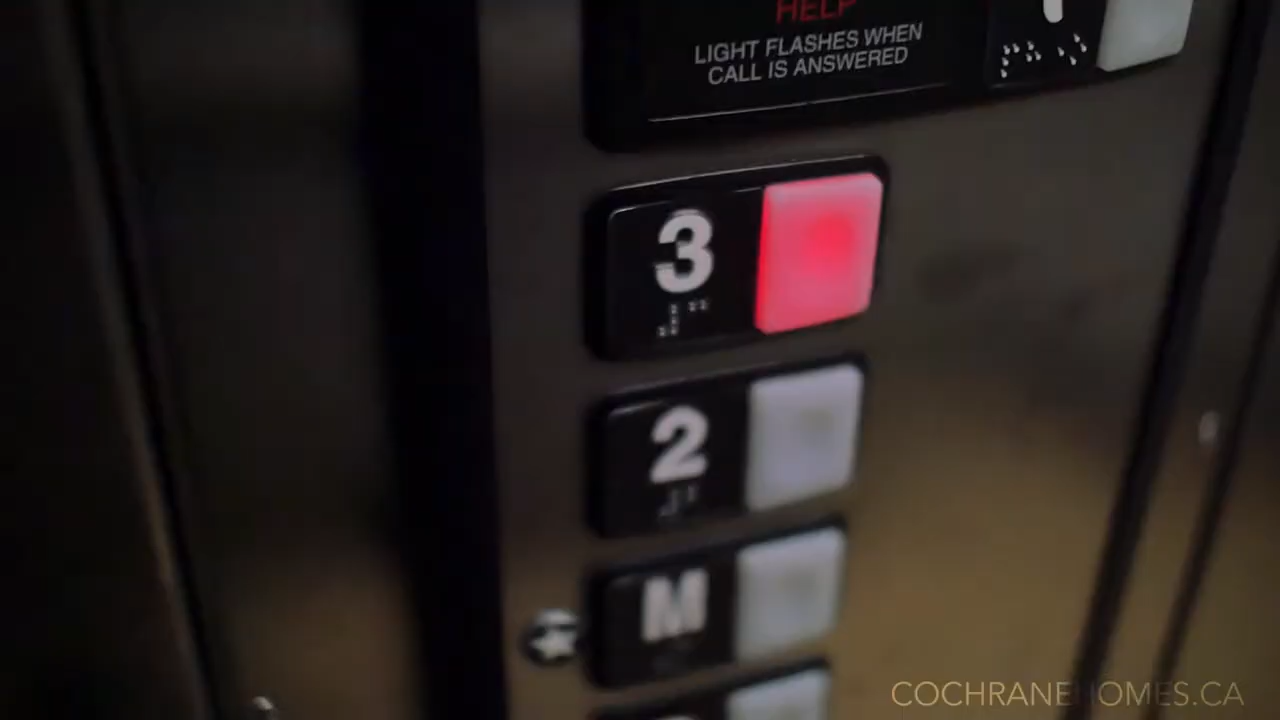 HELP
LIGHT FLASHES WHEN
CALL IS ANSWERED
3
2
M
COCHRANEHOMES.CA